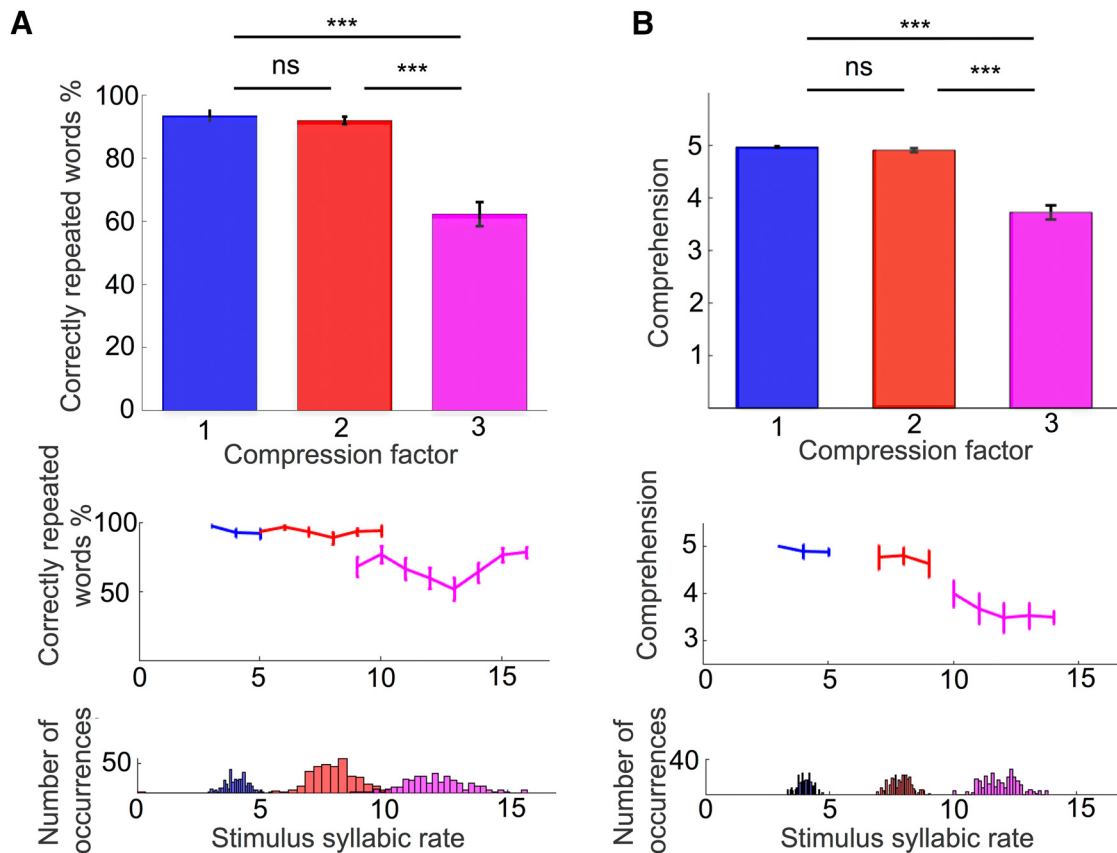 A
***
ns
***
Correctly repeated words %
100
80
60
40
20
0
1
2
3
Compression factor
Correctly repeated
words %
100
50
0
5
10
15
Number of
occurrences
50
0
5
10
15
Stimulus syllabic rate
B
***
ns
***
Comprehension
5
4
3
2
1
1
2
3
Compression factor
Comprehension
5
4
3
0
5
10
15
Number of
occurrences
40
0
5
10
15
Stimulus syllabic rate